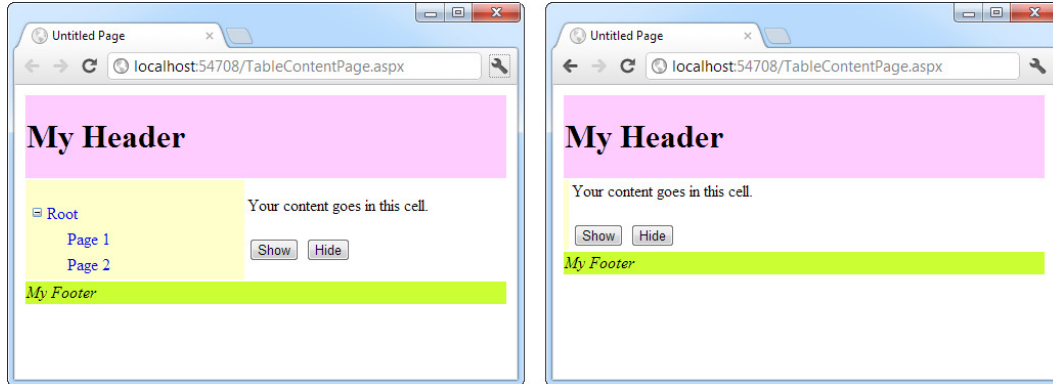 Untitled Page
localhost:54708/TableContentPage.aspx
My Header
Root
Page 1
Page 2
Your content goes in this cell.
Show Hide
My Footer
Untitled Page
localhost:54708/TableContentPage.aspx
My Header
Your content goes in this cell.
Show Hide
My Footer